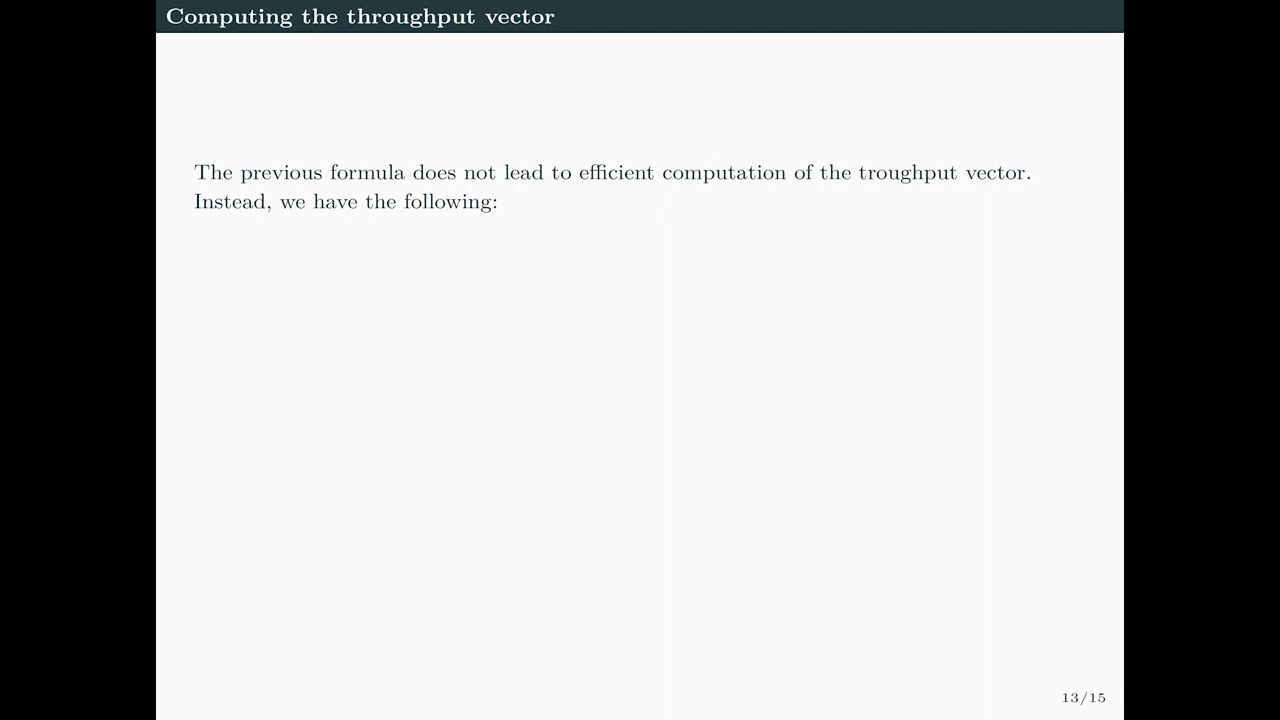 Computing the throughput vector
The previous formula does not lead to efficient computation of the troughput vector.
Instead, we have the following:
13/15